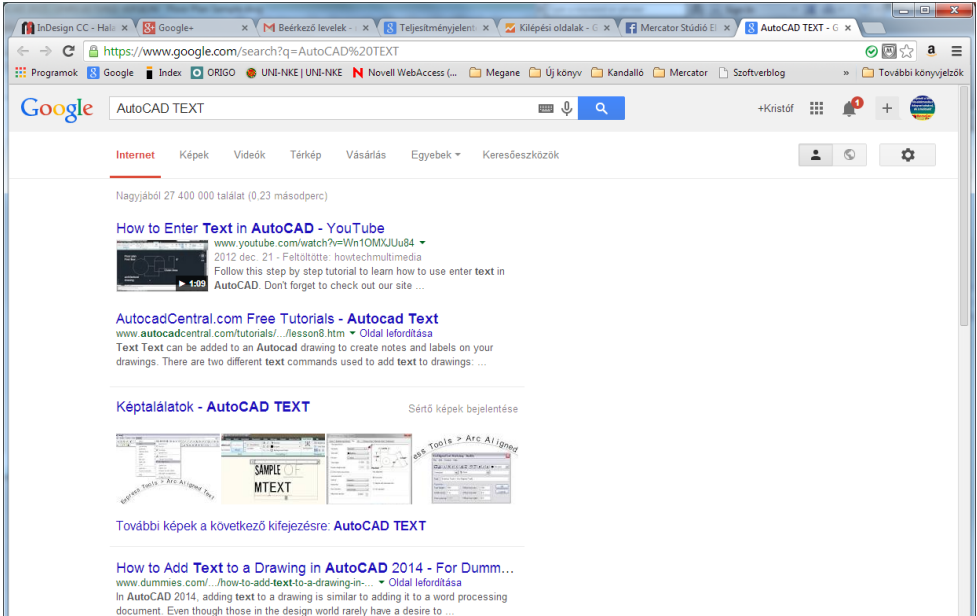 InDesign CC - Hala
Google+
Beérkező levelek -
Teljesítményjelent
Kilépési oldalak - G
Mercator Stúdió El
AutoCAD TEXT - G
https://www.google.com/search?q=AutoCAD%20TEXT
Programok Google Index ORIGO UNI-NKE | UNI-NKE Novell WebAccess (... Megane Új könyv Kandalló Mercator Szoftverblog » További könyvjelzők
Google AutoCAD TEXT +Kristóf 1
Internet Képek Videók Térkép Vásárlás Egyebek Keresőeszközök
Nagyjából 27 400 000 találat (0,23 másodperc)
How to Enter Text in AutoCAD - YouTube
www.youtube.com/watch?v=Wn1OMXJUu84
2012 dec. 21 - Feltöltötte: howtechmultimedia
Follow this step by step tutorial to learn how to use enter text in
1:09 AutoCAD. Don't forget to check out our site ...
AutocadCentral.com Free Tutorials - Autocad Text
www.autocadcentral.com/tutorials/.../lesson8.htm Oldal lefordítása
Text Text can be added to an Autocad drawing to create notes and labels on your
drawings. There are two different text commands used to add text to drawings: ...
Képtalálatok - AutoCAD TEXT Sértő képek bejelentése
Express Tools > Arc Aligned Text
SAMPLE OF
MTEXT
ess Tools > Arc Aligned
További képek a következő kifejezésre: AutoCAD TEXT
How to Add Text to a Drawing in AutoCAD 2014 - For Dumm...
www.dummies.com/.../how-to-add-text-to-a-drawing-in-... Oldal lefordítása
In AutoCAD 2014, adding text to a drawing is similar to adding it to a word processing
document. Even though those in the design world rarely have a desire to ...